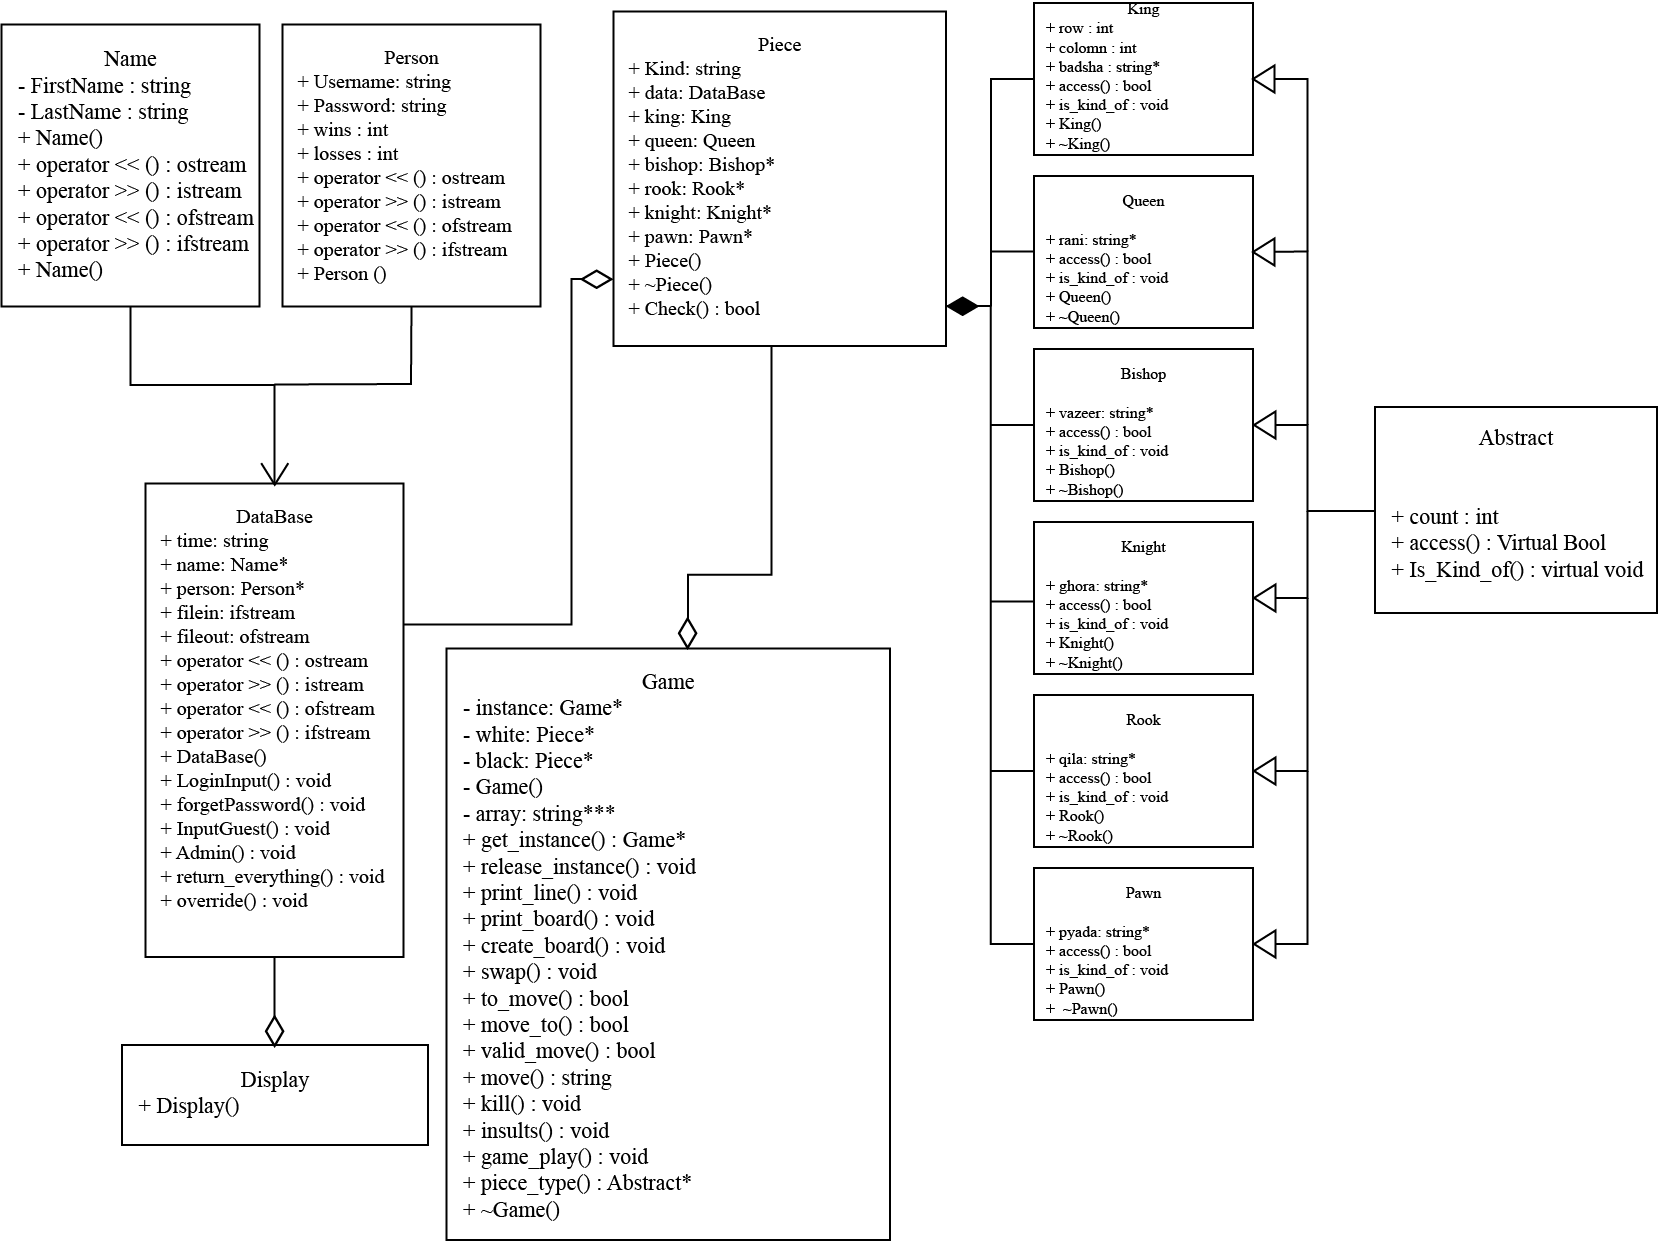 Name
- FirstName : string
- LastName : string
+ Name()
+ operator << () : ostream
+ operator >> () : istream
+ operator << () : ofstream
+ operator >> () : ifstream
+ Name()
Person
+ Username: string
+ Password: string
+ wins : int
+ losses : int
+ operator << () : ostream
+ operator >> () : istream
+ operator << () : ofstream
+ operator >> () : ifstream
+ Person ()
Piece
+ Kind: string
+ data: DataBase
+ king: King
+ queen: Queen
+ bishop: Bishop*
+ rook: Rook*
+ knight: Knight*
+ pawn: Pawn*
+ Piece()
+ ~Piece()
+ Check() : bool
King
+ row : int
+ colomn : int
+ badsha : string*
+ access() : bool
+ is_kind_of : void
+ King()
+ ~King()
Queen
+ rani: string*
+ access() : bool
+ is_kind_of : void
+ Queen()
+ ~Queen()
Bishop
+ vazeer: string*
+ access() : bool
+ is_kind_of : void
+ Bishop()
+ ~Bishop()
Knight
+ ghora: string*
+ access() : bool
+ is_kind_of : void
+ Knight()
+ ~Knight()
Rook
+ qila: string*
+ access() : bool
+ is_kind_of : void
+ Rook()
+ ~Rook()
Pawn
+ pyada: string*
+ access() : bool
+ is_kind_of : void
+ Pawn()
+ ~Pawn()
Abstract
+ count : int
+ access() : Virtual Bool
+ Is_Kind_of() : virtual void
DataBase
+ time: string
+ name: Name*
+ person: Person*
+ filein: ifstream
+ fileout: ofstream
+ operator << () : ostream
+ operator >> () : istream
+ operator << () : ofstream
+ operator >> () : ifstream
+ DataBase()
+ LoginInput() : void
+ forgetPassword() : void
+ InputGuest() : void
+ Admin() : void
+ return_everything() : void
+ override() : void
Game
- instance: Game*
- white: Piece*
- black: Piece*
- Game()
- array: string***
+ get_instance() : Game*
+ release_instance() : void
+ print_line() : void
+ print_board() : void
+ create_board() : void
+ swap() : void
+ to_move() : bool
+ move_to() : bool
+ valid_move() : bool
+ move() : string
+ kill() : void
+ insults() : void
+ game_play() : void
+ piece_type() : Abstract*
+ ~Game()
Display
+ Display()